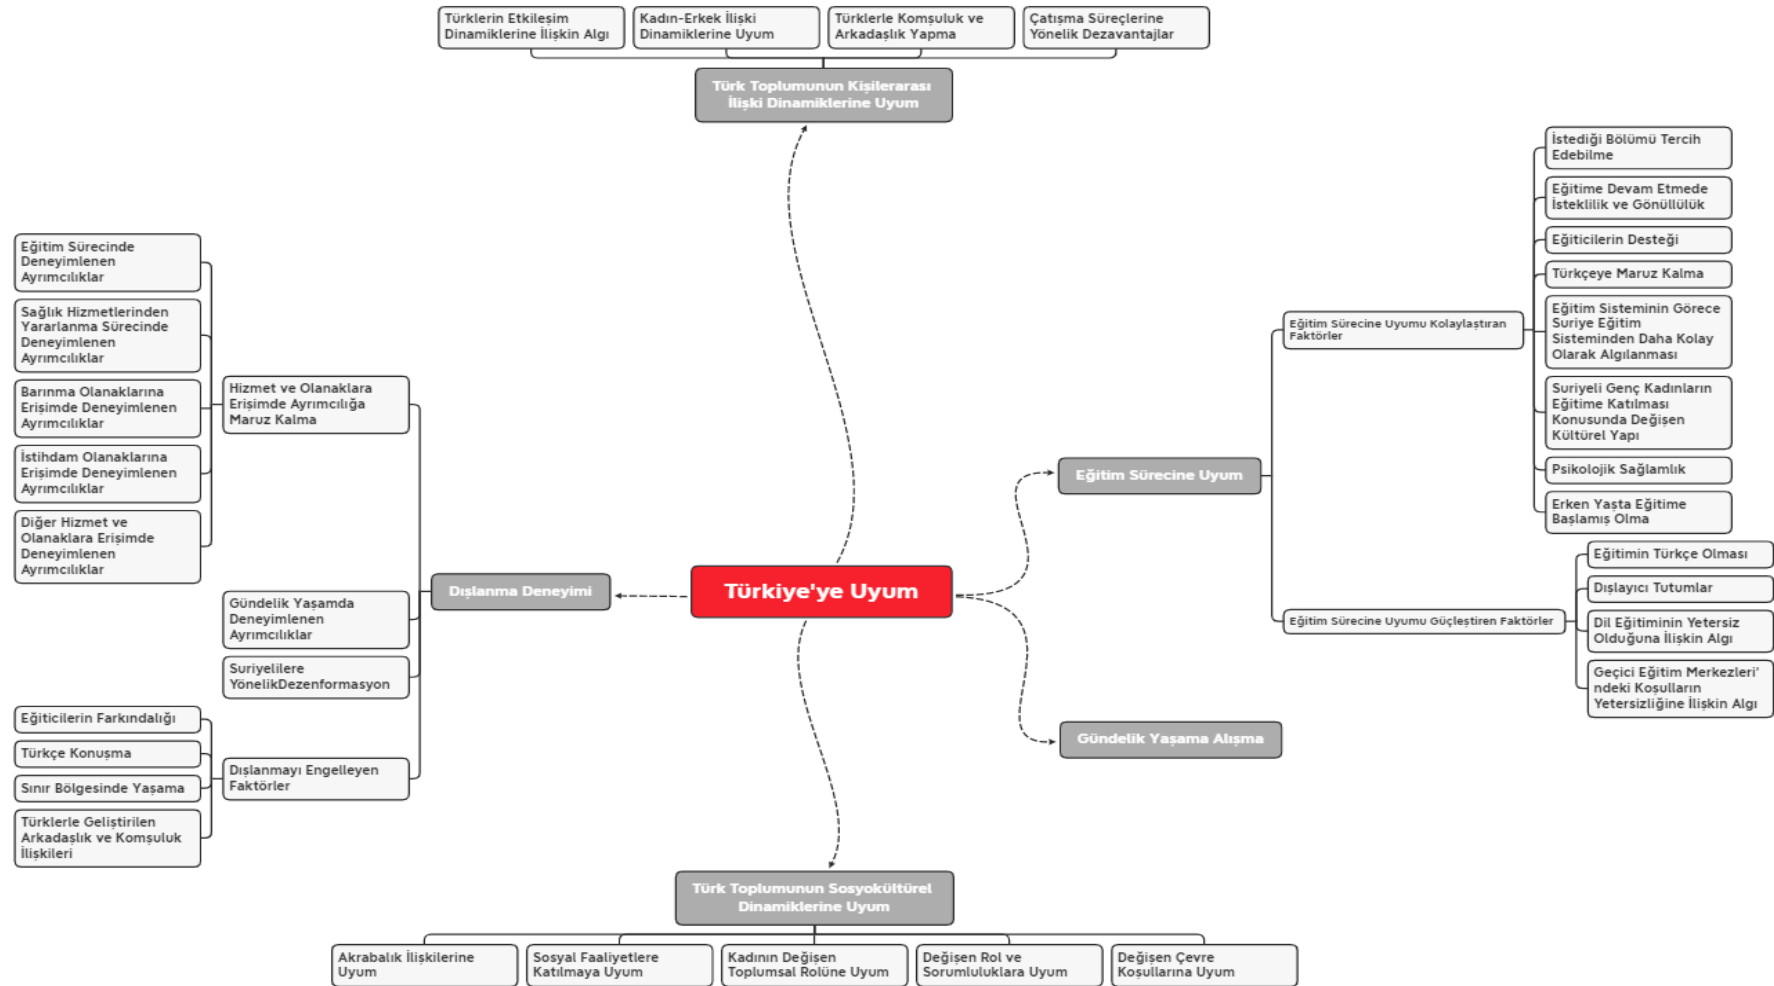 Türklerin Etkileşim
Dinamiklerine İlişkin Algı
Kadın-Erkek İlişki
Dinamiklerine Uyum
Türklerle Komşuluk ve
Arkadaşlık Yapma
Çatışma Süreçlerine
Yönelik Dezavantajlar
Türk Toplumunun Kişilerarası
İlişki Dinamiklerine Uyum
Eğitim Sürecinde
Deneyimlenen
Ayrımcılıklar
Sağlık Hizmetlerinden
Yararlanma Sürecinde
Deneyimlenen
Ayrımcılıklar
Barınma Olanaklarına
Erişimde Deneyimlenen
Ayrımcılıklar
İstihdam Olanaklarına
Erişimde Deneyimlenen
Ayrımcılıklar
Diğer Hizmet ve
Olanaklara Erişimde
Deneyimlenen
Ayrımcılıklar
Hizmet ve Olanaklara
Erişimde Ayrımcılığa
Maruz Kalma
Gündelik Yaşamda
Deneyimlenen
Ayrımcılıklar
Suriyelilere
YönelikDezenformasyon
Eğiticilerin Farkındalığı
Türkçe Konuşma
Sınır Bölgesinde Yaşama
Türklerle Geliştirilen
Arkadaşlık ve Komşuluk
İlişkileri
Dışlanmayı Engelleyen
Faktörler
Dışlanma Deneyimi
Türkiye'ye Uyum
Eğitim Sürecine Uyum
Eğitim Sürecine Uyumu Kolaylaştıran
Faktörler
İstediği Bölümü Tercih
Edebilme
Eğitime Devam Etmede
İsteklilik ve Gönüllülük
Eğiticilerin Desteği
Türkçeye Maruz Kalma
Eğitim Sisteminin Görece
Suriye Eğitim
Sisteminden Daha Kolay
Olarak Algılanması
Suriyeli Genç Kadınların
Eğitime Katılması
Konusunda Değişen
Kültürel Yapı
Psikolojik Sağlamlık
Erken Yaşta Eğitime
Başlamış Olma
Eğitim Sürecine Uyumu Güçleştiren Faktörler
Eğitimin Türkçe Olması
Dışlayıcı Tutumlar
Dil Eğitiminin Yetersiz
Olduğuna İlişkin Algı
Geçici Eğitim Merkezleri'
ndeki Koşulların
Yetersizliğine İlişkin Algı
Gündelik Yaşama Alışma
Türk Toplumunun Sosyokültürel
Dinamiklerine Uyum
Akrabalık İlişkilerine
Uyum
Sosyal Faaliyetlere
Katılmaya Uyum
Kadının Değişen
Toplumsal Rolüne Uyum
Değişen Rol ve
Sorumluluklara Uyum
Değişen Çevre
Koşullarına Uyum